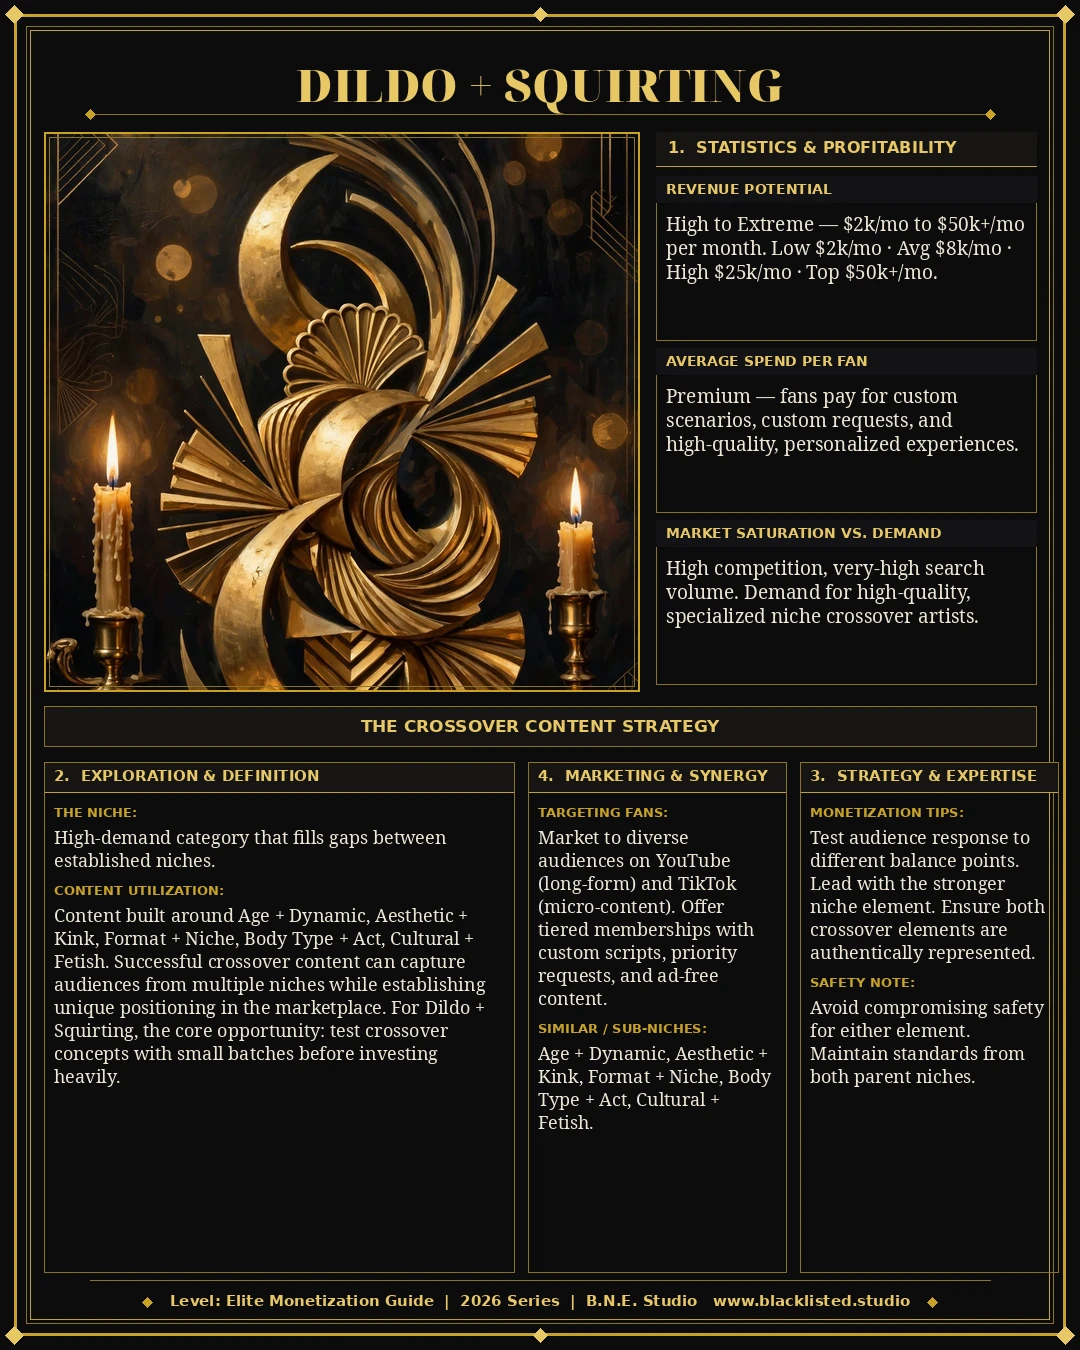 DILDO + SQUIRTING
1. STATISTICS & PROFITABILITY
REVENUE POTENTIAL
High to Extreme — $2k/mo to $50k+/mo
per month. Low $2k/mo · Avg $8k/mo ·
High $25k/mo · Top $50k+/mo.
AVERAGE SPEND PER FAN
Premium — fans pay for custom
scenarios, custom requests, and
high-quality, personalized experiences.
MARKET SATURATION VS. DEMAND
High competition, very-high search
volume. Demand for high-quality,
specialized niche crossover artists.
THE CROSSOVER CONTENT STRATEGY
2. EXPLORATION & DEFINITION
THE NICHE:
High-demand category that fills gaps between
established niches.
CONTENT UTILIZATION:
Content built around Age + Dynamic, Aesthetic +
Kink, Format + Niche, Body Type + Act, Cultural +
Fetish. Successful crossover content can capture
audiences from multiple niches while establishing
unique positioning in the marketplace. For Dildo +
Squirting, the core opportunity: test crossover
concepts with small batches before investing
heavily.
4. MARKETING & SYNERGY
TARGETING FANS:
Market to diverse
audiences on YouTube
(long-form) and TikTok
(micro-content). Offer
tiered memberships with
custom scripts, priority
requests, and ad-free
content.
SIMILAR / SUB-NICHES:
Age + Dynamic, Aesthetic +
Kink, Format + Niche, Body
Type + Act, Cultural +
Fetish.
3. STRATEGY & EXPERTISE
MONETIZATION TIPS:
Test audience response to
different balance points.
Lead with the stronger
niche element. Ensure both
crossover elements are
authentically represented.
SAFETY NOTE:
Avoid compromising safety
for either element.
Maintain standards from
both parent niches.
Level: Elite Monetization Guide | 2026 Series | B.N.E. Studio www.blacklisted.studio